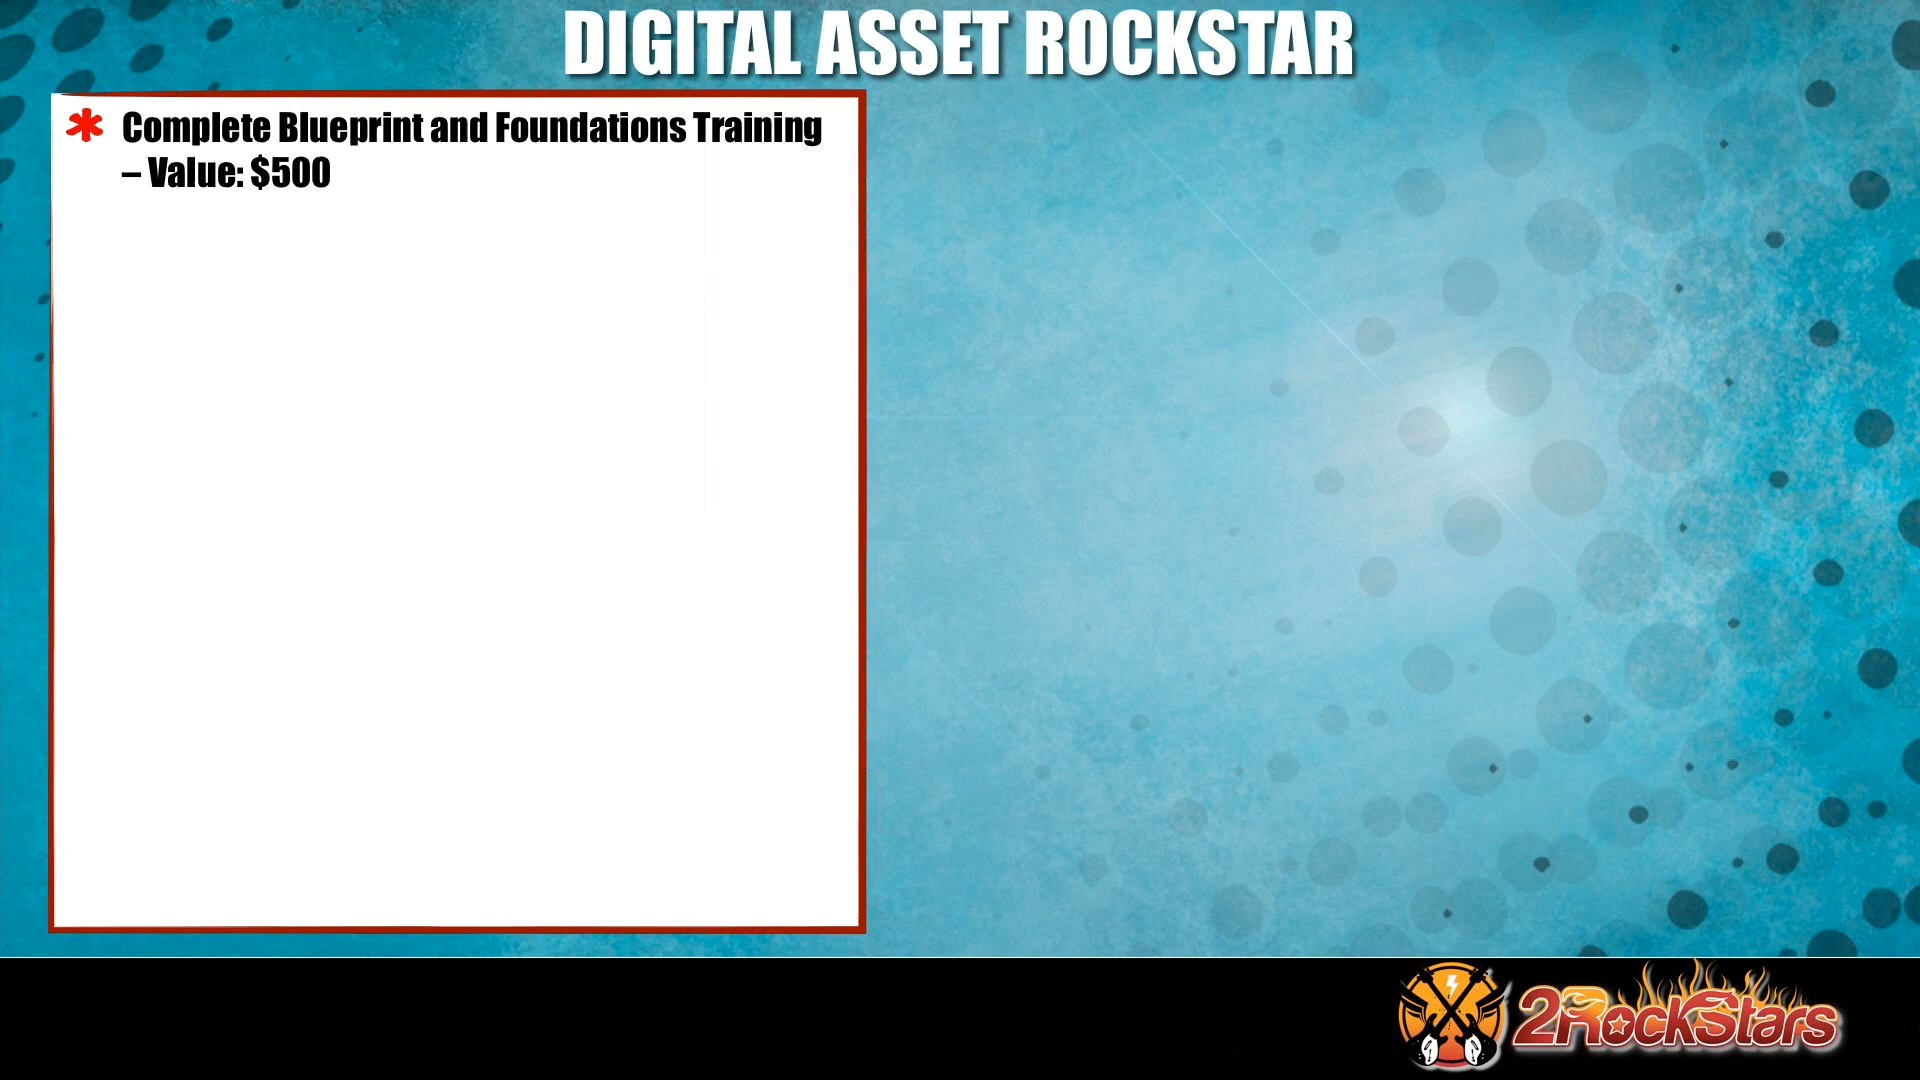 DIGITAL ASSET ROCKSTAR
Complete Blueprint and Foundations Training
– Value: $500
2RockStars